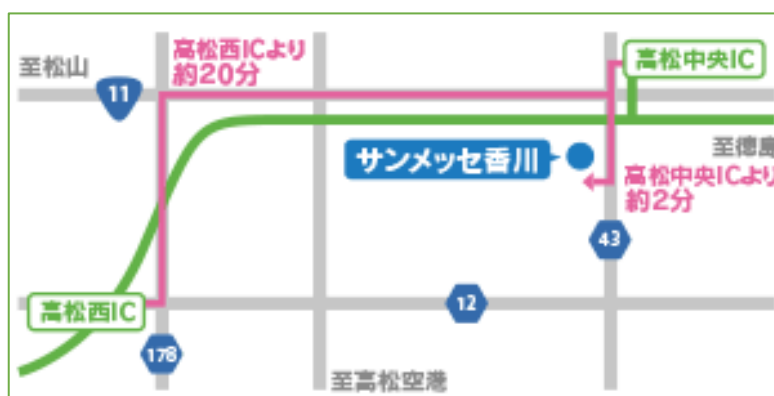 高松西ICより
約20分
至松山
高松中央IC
11
サンメッセ香川
至徳島
高松中央ICより
約2分
43
高松西IC
12
178
至高松空港